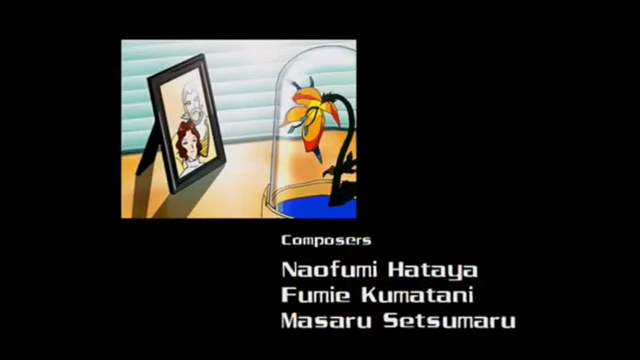 Composers
Naofumi Hataya
Fumie Kumatani
Masaru Setsumaru